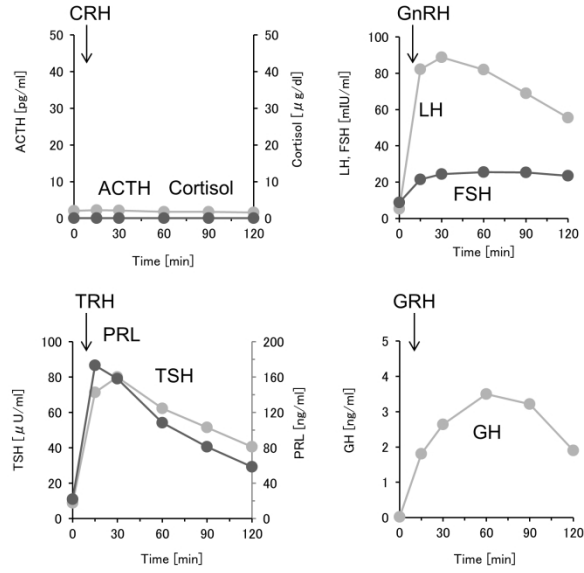 CRH
50
40
30
20
10
0
ACTH [pg/ml]
ACTH Cortisol
50
40
30
20
10
0
Cortisol [μg/dl]
0 30 60 90 120
Time [min]
GnRH
100
80
60
40
20
0
LH, FSH [mIU/ml]
LH
FSH
0 30 60 90 120
Time [min]
TRH
PRL
TSH
100
80
60
40
20
0
TSH [μU/ml]
200
160
120
80
40
0
PRL [ng/ml]
0 30 60 90 120
Time [min]
GRH
5
4
3
2
1
0
GH [ng/ml]
GH
0 30 60 90 120
Time [min]